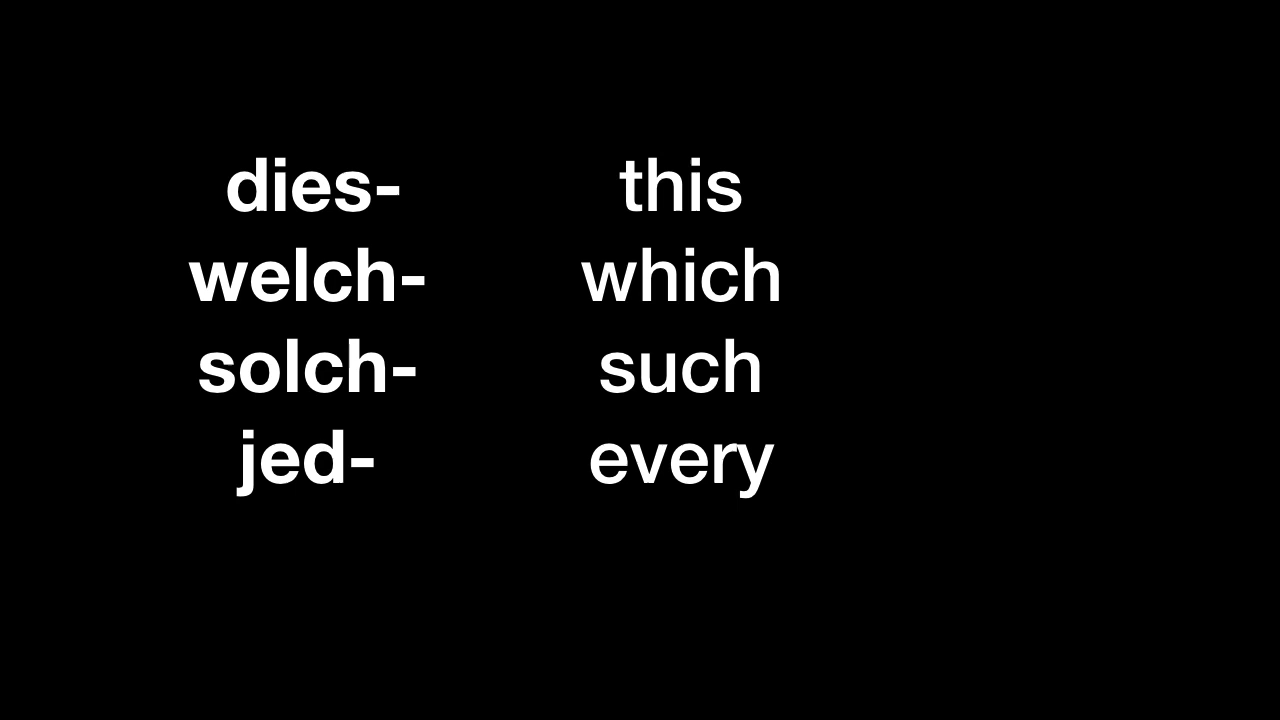 dies- this
welch- which
solch- such
jed- every